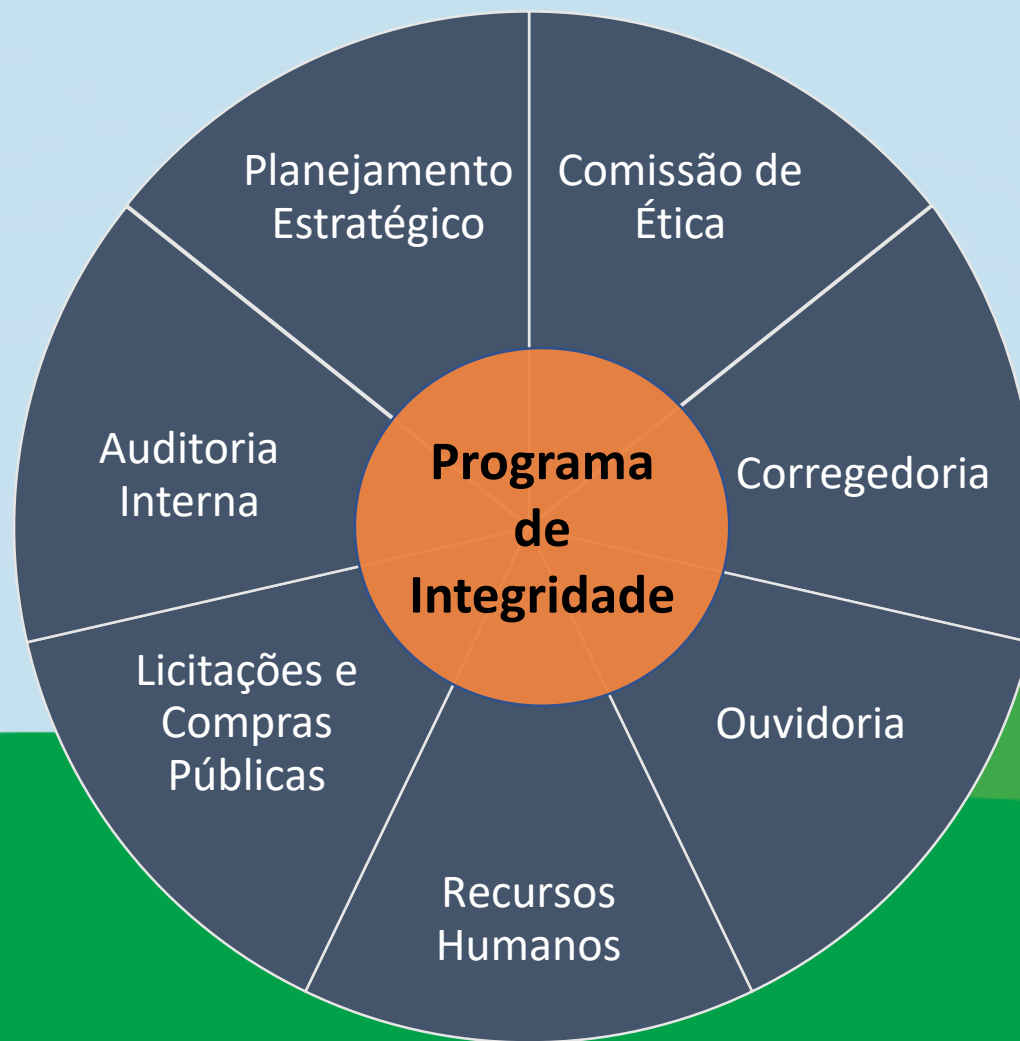 Planejamento
Estratégico
Comissão de
Ética
Auditoria
Interna
Programa
de
Integridade
Corregedoria
Licitações e
Compras
Públicas
Ouvidoria
Recursos
Humanos